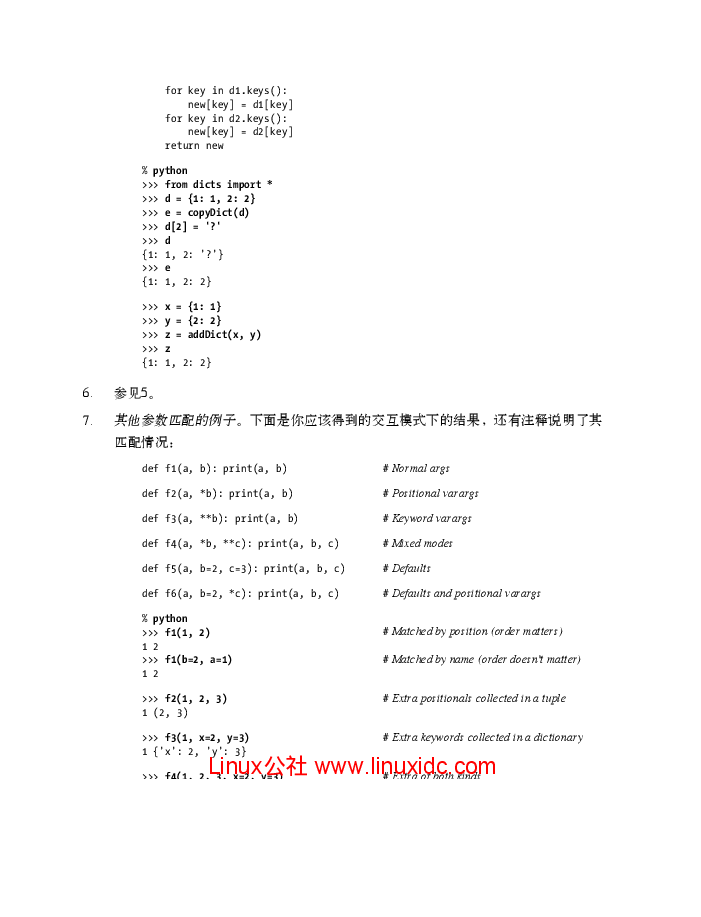 for key in d1.keys():
new[key] = d1[key]
for key in d2.keys():
new[key] = d2[key]
return new
% python
>>> from dicts import *
>>> d = {1: 1, 2: 2}
>>> e = copyDict(d)
>>> d[2] = '?'
>>> d
{1: 1, 2: '?'}
>>> e
{1: 1, 2: 2}
>>> x = {1: 1}
>>> y = {2: 2}
>>> z = addDict(x, y)
>>> z
{1: 1, 2: 2}
6. 参见5。
7. 其他参数匹配的例子。下面是你应该得到的交互模式下的结果，还有注释说明了其
匹配情况：
def f1(a, b): print(a, b) # Normal args
def f2(a, *b): print(a, b) # Positional varargs
def f3(a, **b): print(a, b) # Keyword varargs
def f4(a, *b, **c): print(a, b, c) # Mixed modes
def f5(a, b=2, c=3): print(a, b, c) # Defaults
def f6(a, b=2, *c): print(a, b, c) # Defaults and positional varargs
% python
>>> f1(1, 2) # Matched by position (order matters)
1 2
>>> f1(b=2, a=1) # Matched by name (order doesn't matter)
1 2
>>> f2(1, 2, 3) # Extra positionals collected in a tuple
1 (2, 3)
>>> f3(1, x=2, y=3) # Extra keywords collected in a dictionary
1 {'x': 2, 'y': 3}
Linux公社 www.linuxidc.com
>>> f4(1, 2, 3, x=2, y=3) # Extra of both kinds